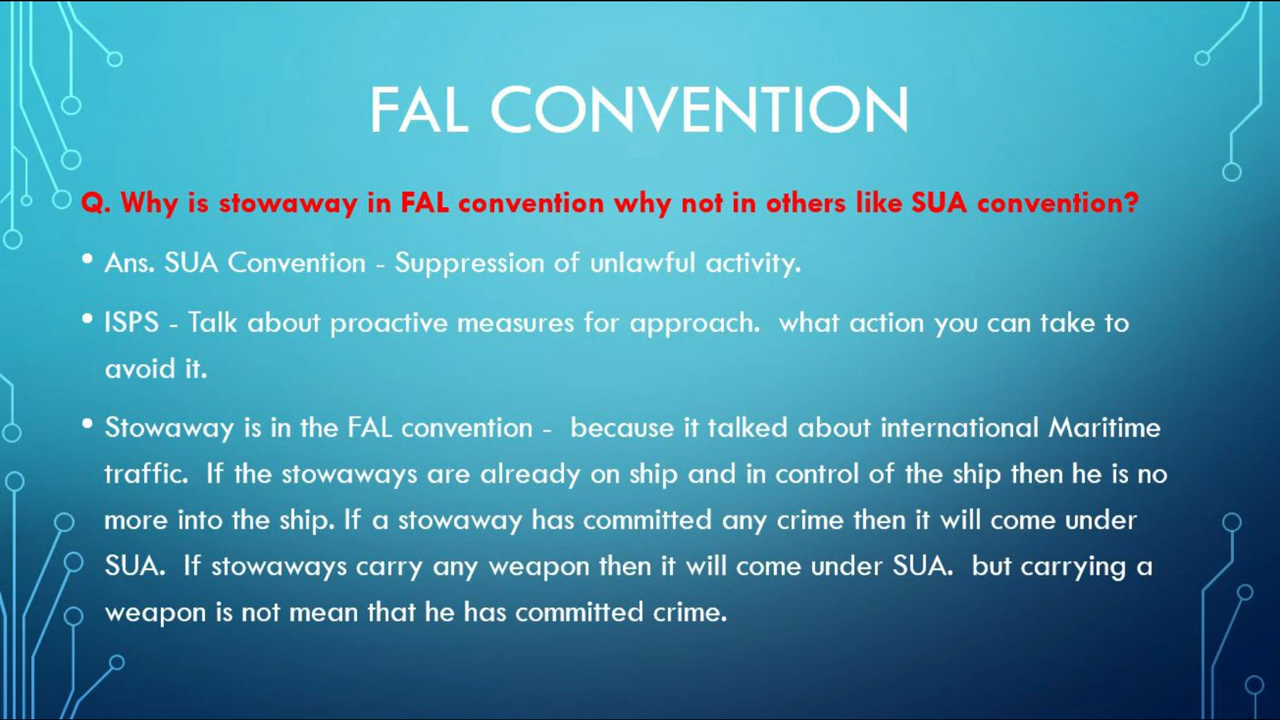 FAL CONVENTION
Q. Why is stowaway in FAL convention why not in others like SUA convention?
• Ans. SUA Convention - Suppression of unlawful activity.
• ISPS - Talk about proactive measures for approach.  what action you can take to
avoid it.
• Stowaway is in the FAL convention -  because it talked about international Maritime
traffic.  If the stowaways are already on ship and in control of the ship then he is no
more into the ship. If a stowaway has committed any crime then it will come under
SUA.  If stowaways carry any weapon then it will come under SUA.  but carrying a
weapon is not mean that he has committed crime.